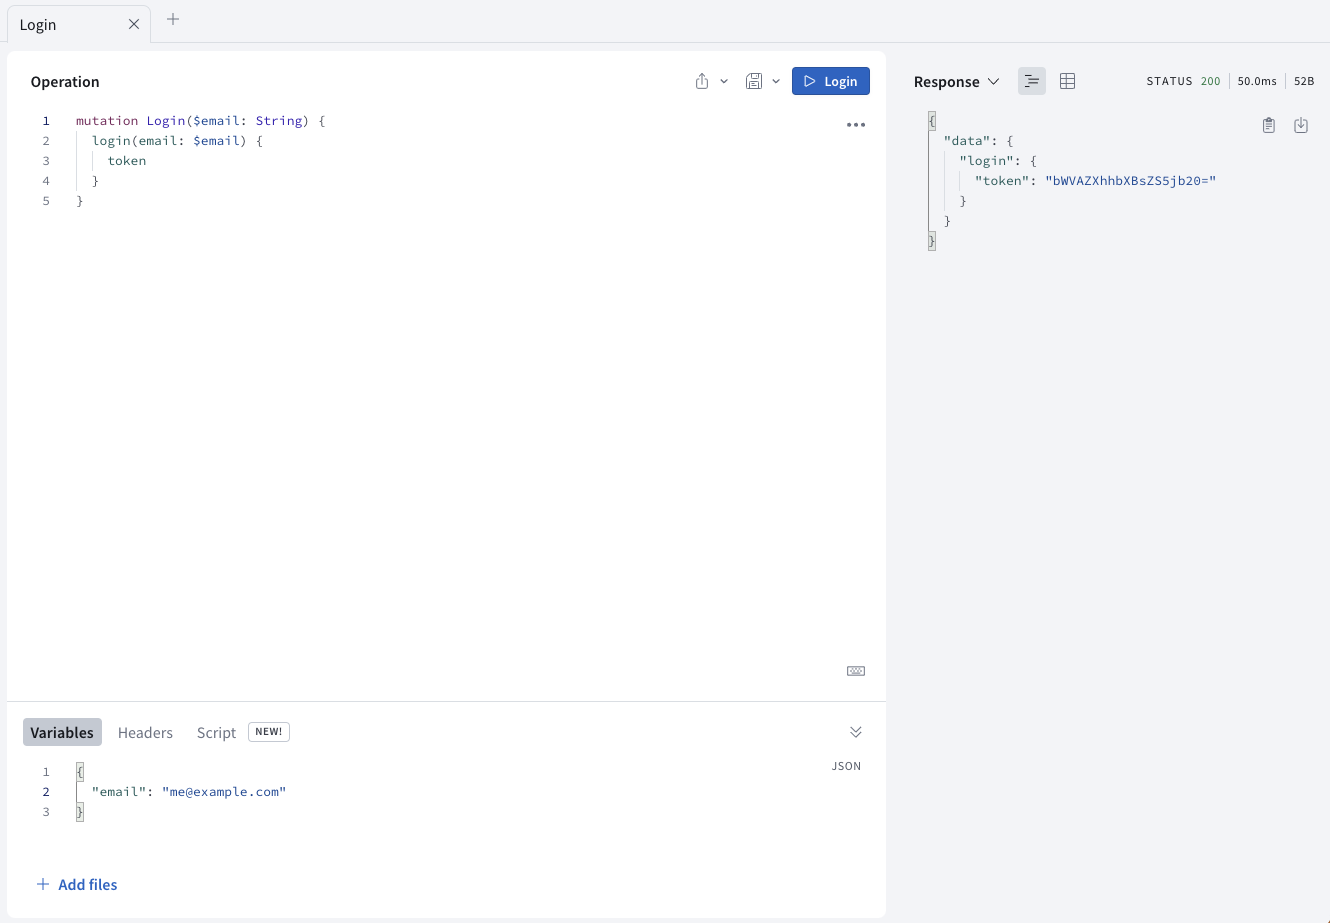 Login
Operation
Login
1 mutation Login($email: String) {
2 login(email: $email) {
3 token
4 }
5 }
Variables Headers Script NEW!
JSON
1 {
2 "email": "me@example.com"
3 }
Add files
Response STATUS 200 50.0ms 52B
{
"data": {
"login": {
"token": "bWVAZXhhbXBsZS5jb20="
}
}
}